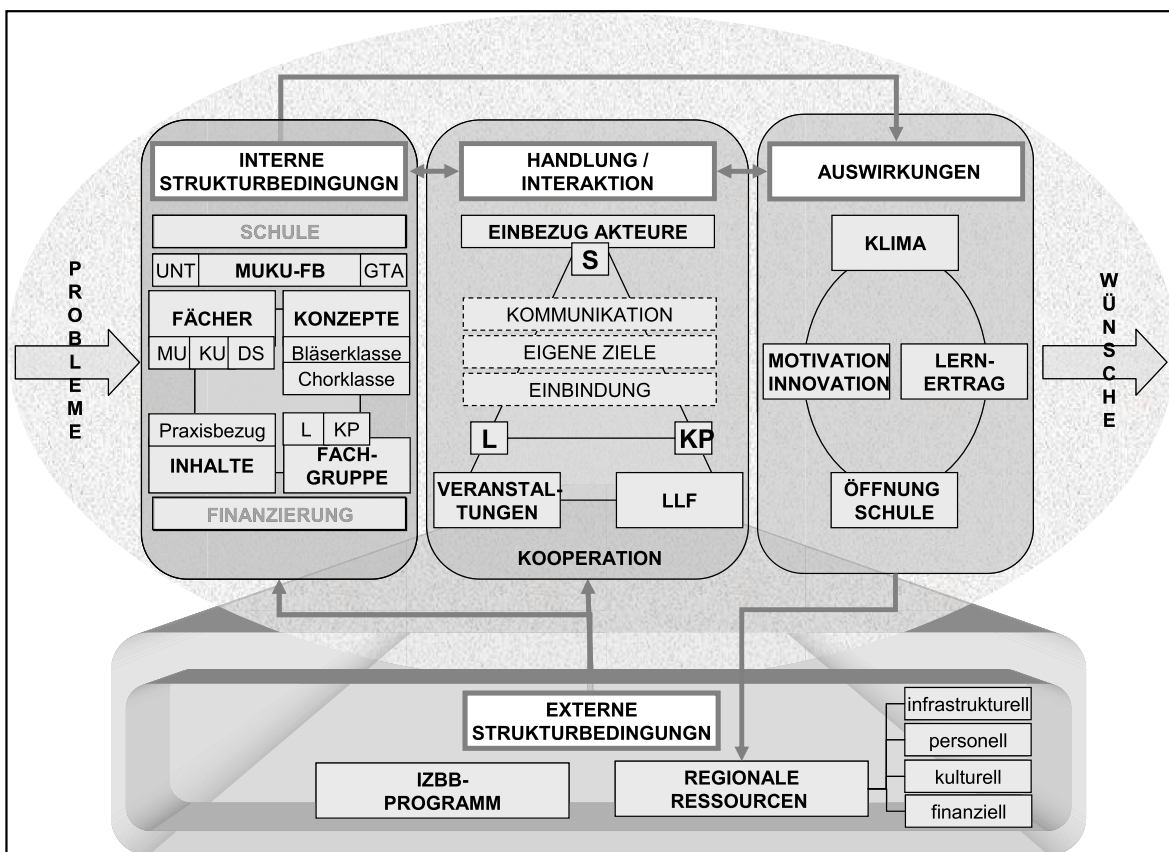 PROBLEME
INTERNE
STRUKTURBEDINGUNGN
SCHULE
UNT MUKU-FB GTA
FÄCHER
MU KU DS
KONZEPTE
Bläserklasse
Chorklasse
Praxisbezug
INHALTE
L KP
FACH-
GRUPPE
FINANZIERUNG
HANDLUNG /
INTERAKTION
EINBEZUG AKTEURE
S
KOMMUNIKATION
EIGENE ZIELE
EINBINDUNG
L
KP
VERANSTAL-
TUNGEN
LLF
KOOPERATION
AUSWIRKUNGEN
KLIMA
MOTIVATION
INNOVATION
LERN-
ERTRAG
ÖFFNUNG
SCHULE
WÜNSCHE
EXTERNE
STRUKTURBEDINGUNGN
IZBB-
PROGRAMM
REGIONALE
RESSOURCEN
infrastrukturell
personell
kulturell
finanziell